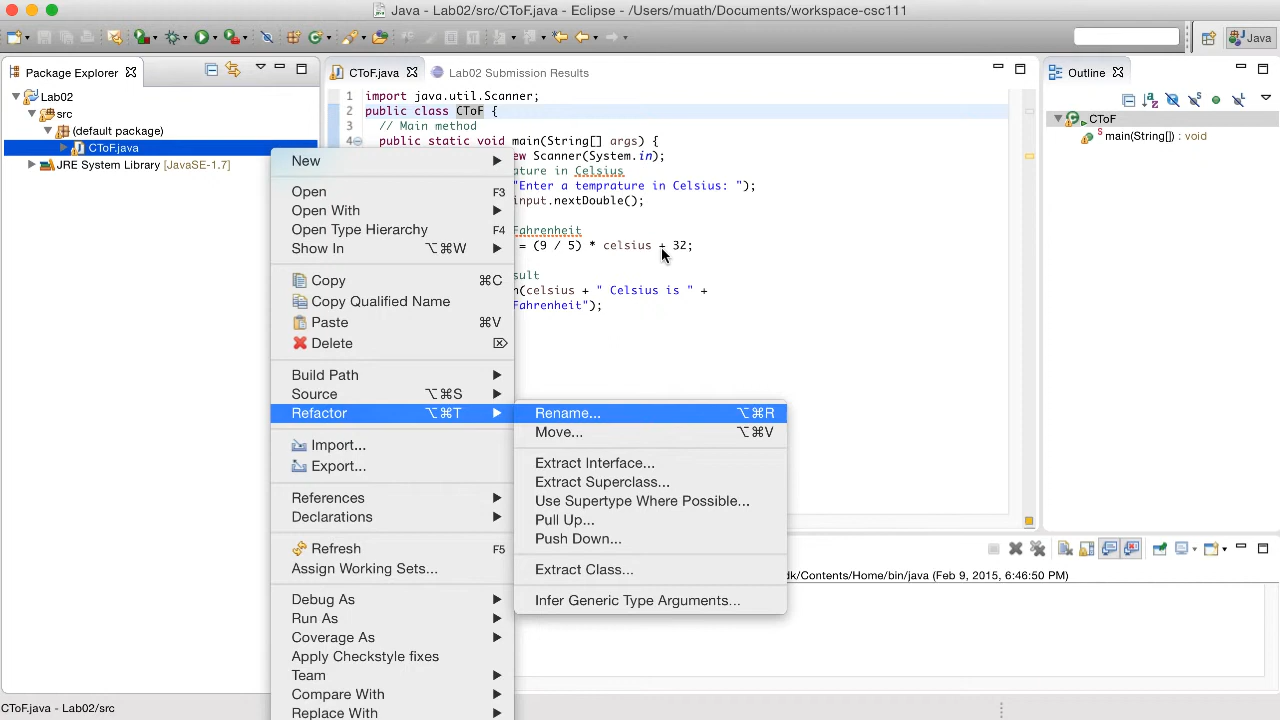 Java - Lab02/src/CToF.java - Eclipse - /Users/muath/Documents/workspace-csc111
Java
Package Explorer
CToF.java
Lab02 Submission Results
Outline
Lab02
src
(default package)
CToF.java
JRE System Library [JavaSE-1.7]
1 import java.util.Scanner;
2 public class CToF {
3 // Main method
4 public static void main(String[] args) {
ew Scanner(System.in);
ature in Celsius
"Enter a temprature in Celsius: ");
input.nextDouble();
Fahrenheit
= (9 / 5) * celsius + 32;
sult
n(celsius + " Celsius is " +
Fahrenheit");
CToF
main(String[]) : void
New
Open F3
Open With
Open Type Hierarchy F4
Show In ⌥⌘W
Copy ⌘C
Copy Qualified Name
Paste ⌘V
Delete ⌦
Build Path
Source ⌥⌘S
Refactor ⌥⌘T
Import...
Export...
References
Declarations
Refresh F5
Assign Working Sets...
Debug As
Run As
Coverage As
Apply Checkstyle fixes
Team
Compare With
Replace With
Rename... ⌥⌘R
Move... ⌥⌘V
Extract Interface...
Extract Superclass...
Use Supertype Where Possible...
Pull Up...
Push Down...
Extract Class...
Infer Generic Type Arguments...
dk/Contents/Home/bin/java (Feb 9, 2015, 6:46:50 PM)
CToF.java - Lab02/src